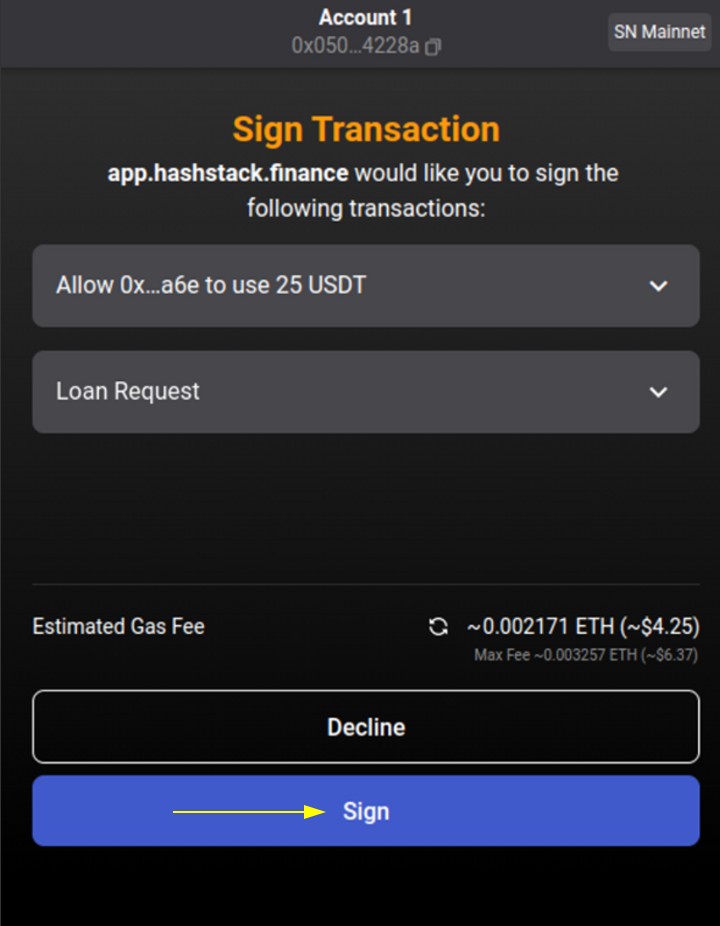 Account 1
0x050...4228a
SN Mainnet
Sign Transaction
app.hashstack.finance would like you to sign the
following transactions:
Allow 0x...a6e to use 25 USDT
Loan Request
Estimated Gas Fee ~0.002171 ETH (~$4.25)
Max Fee ~0.003257 ETH (~$6.37)
Decline
Sign